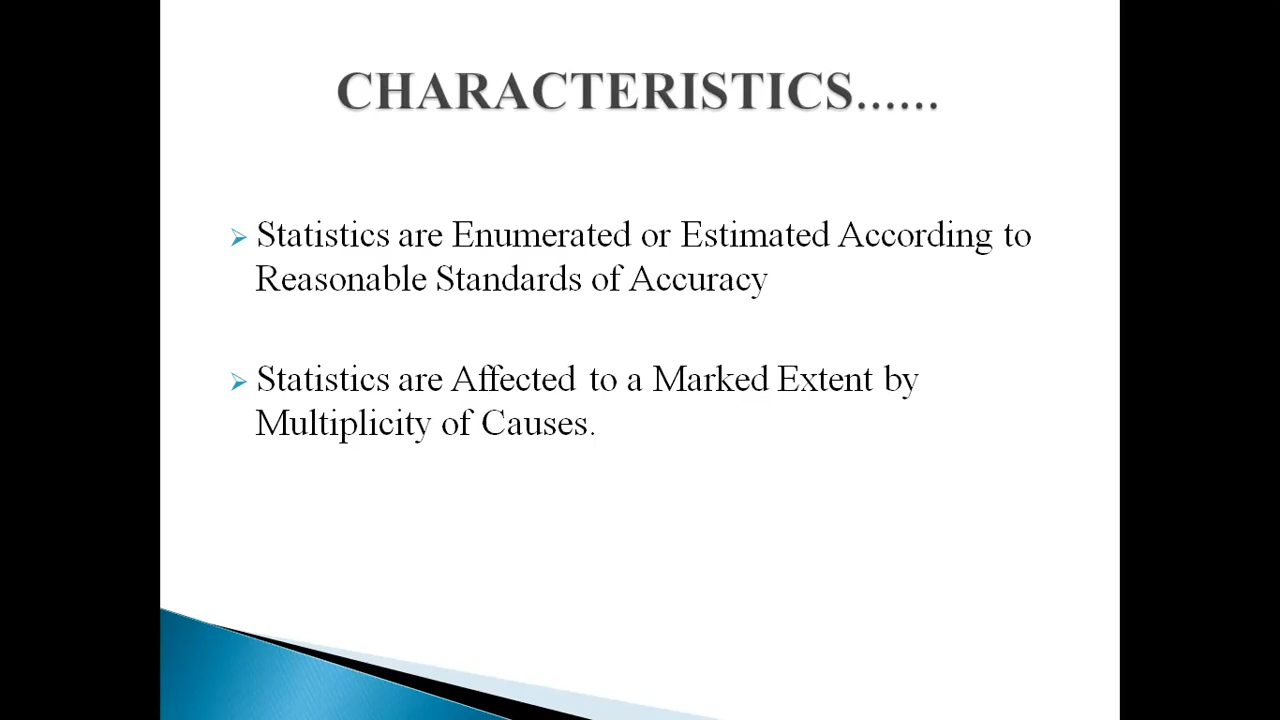 CHARACTERISTICS......
Statistics are Enumerated or Estimated According to
Reasonable Standards of Accuracy
Statistics are Affected to a Marked Extent by
Multiplicity of Causes.